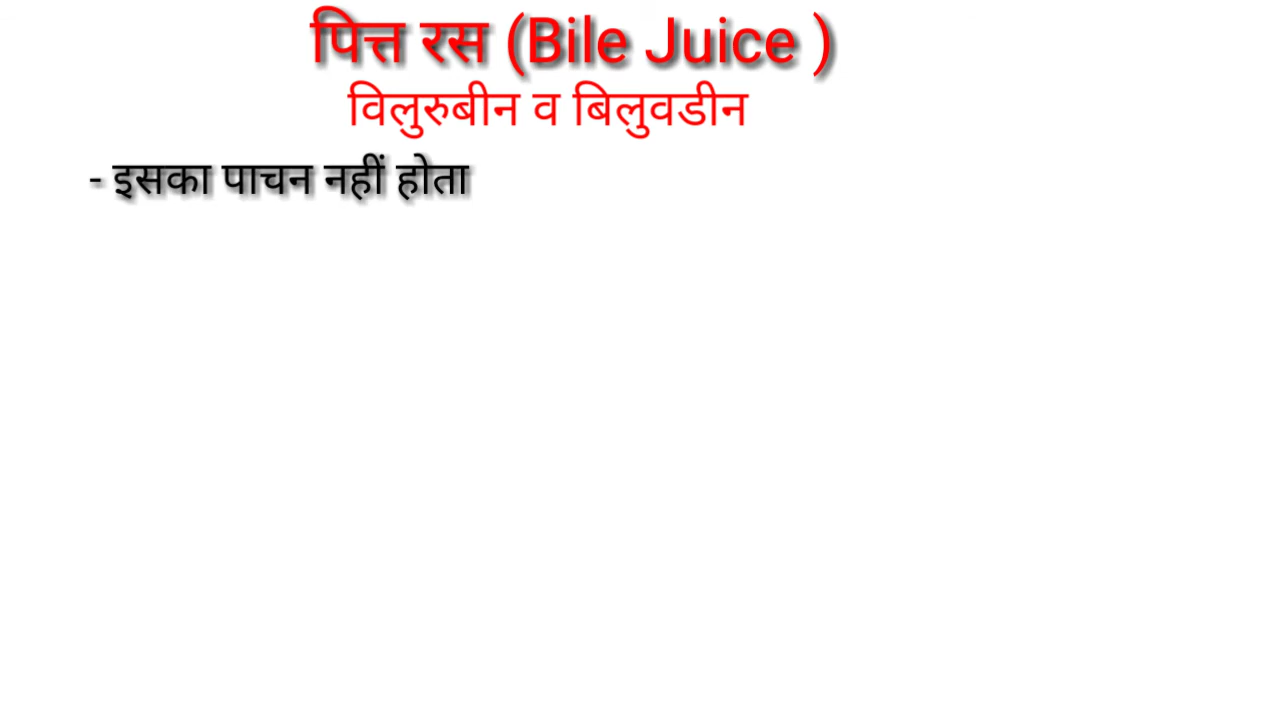 पित्त रस (Bile Juice )
विलुरुबीन व बिलुवडीन
- इसका पाचन नहीं होता